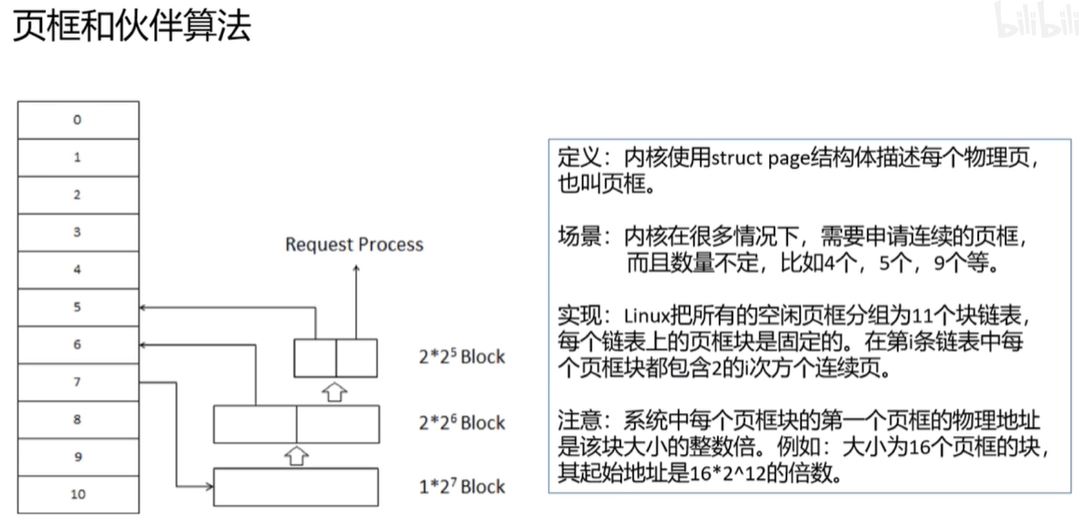 页框和伙伴算法
bilibili
0
1
2
3
4
5
6
7
8
9
10
Request Process
2*2⁵ Block
2*2⁶ Block
1*2⁷ Block
定义：内核使用struct page结构体描述每个物理页，
也叫页框。
场景：内核在很多情况下，需要申请连续的页框，
而且数量不定，比如4个，5个，9个等。
实现：Linux把所有的空闲页框分组为11个块链表，
每个链表上的页框块是固定的。在第i条链表中每
个页框块都包含2的i次方个连续页。
注意：系统中每个页框块的第一个页框的物理地址
是该块大小的整数倍。例如：大小为16个页框的块，
其起始地址是16*2^12的倍数。